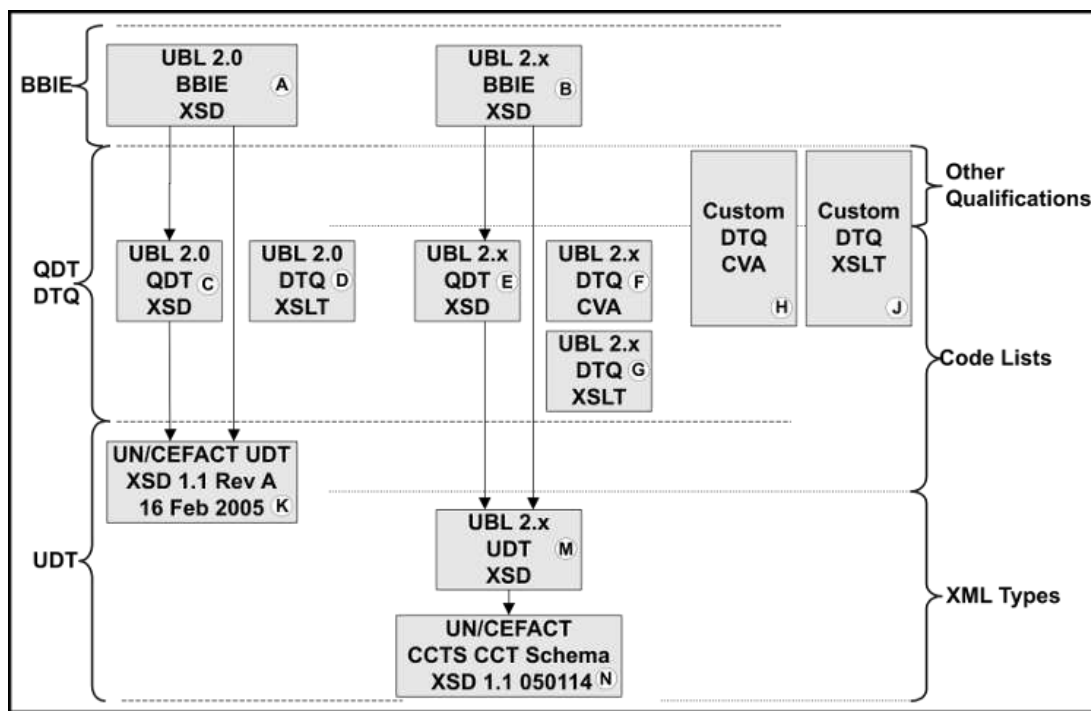 BBIE
UBL 2.0
BBIE
XSD
A
UBL 2.x
BBIE
XSD
B
QDT
DTQ
UBL 2.0
QDT
XSD
C
UBL 2.0
DTQ
XSLT
D
UBL 2.x
QDT
XSD
E
UBL 2.x
DTQ
CVA
F
UBL 2.x
DTQ
XSLT
G
Custom
DTQ
CVA
H
Custom
DTQ
XSLT
J
Other
Qualifications
Code Lists
UDT
UN/CEFACT UDT
XSD 1.1 Rev A
16 Feb 2005
K
UBL 2.x
UDT
XSD
M
UN/CEFACT
CCTS CCT Schema
XSD 1.1 050114
N
XML Types